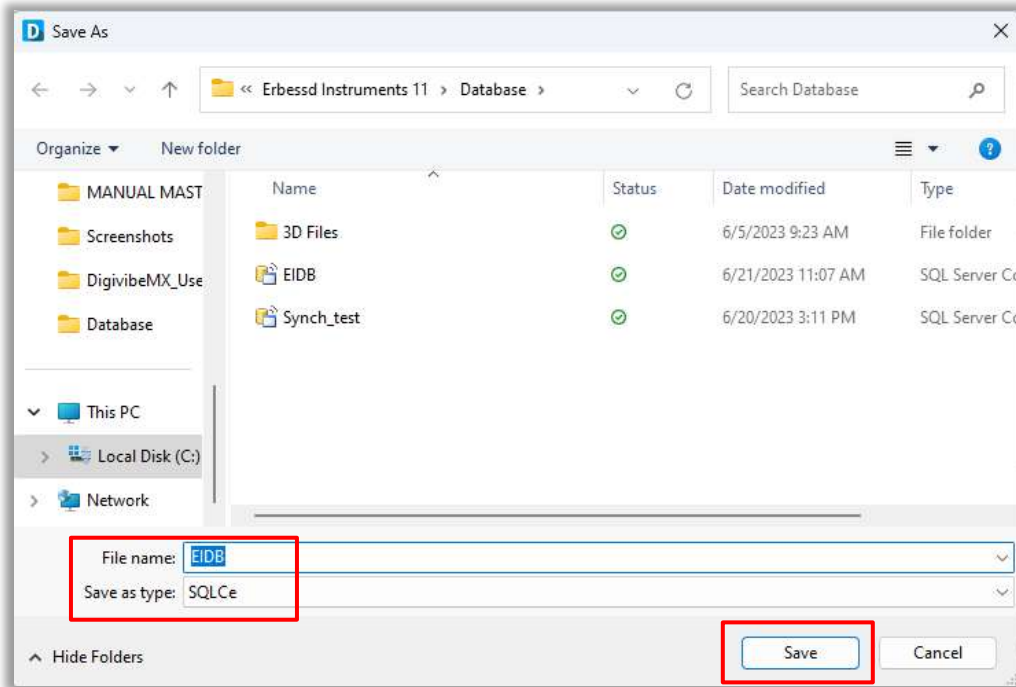 D Save As
« Erbessd Instruments 11 > Database >
Search Database
Organize
New folder
Name Status Date modified Type
MANUAL MAST
Screenshots
DigivibeMX_Use
Database
This PC
Local Disk (C:)
Network
3D Files 6/5/2023 9:23 AM File folder
EIDB 6/21/2023 11:07 AM SQL Server Co
Synch_test 6/20/2023 3:11 PM SQL Server Co
File name: EIDB
Save as type: SQLCe
Hide Folders
Save
Cancel